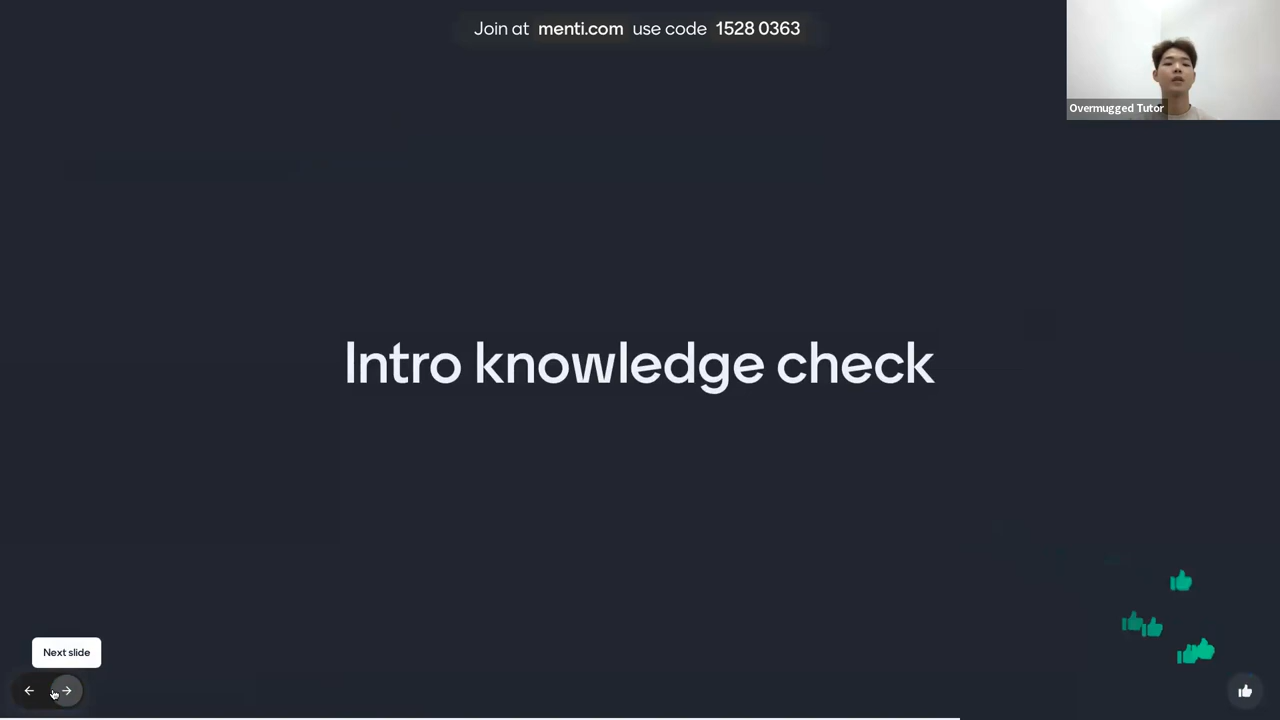 Join at menti.com use code 1528 0363
Overmugged Tutor
Intro knowledge check
Next slide